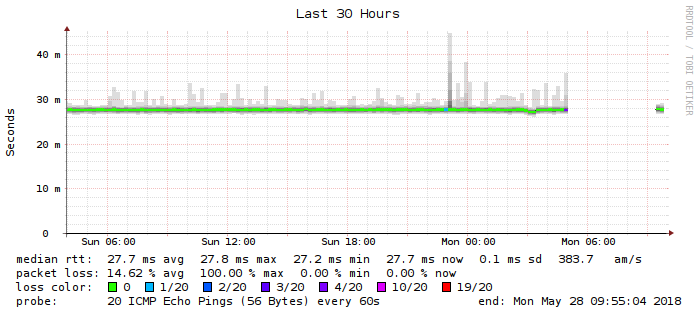 Last 30 Hours
RRDTOOL / TOBI OETIKER
Seconds
40 m
30 m
20 m
10 m
0
Sun 06:00 Sun 12:00 Sun 18:00 Mon 00:00 Mon 06:00
median rtt: 27.7 ms avg 27.8 ms max 27.2 ms min 27.7 ms now 0.1 ms sd 383.7 am/s
packet loss: 14.62 % avg 100.00 % max 0.00 % min 0.00 % now
loss color: 0 1/20 2/20 3/20 4/20 10/20 19/20
probe: 20 ICMP Echo Pings (56 Bytes) every 60s end: Mon May 28 09:55:04 2018